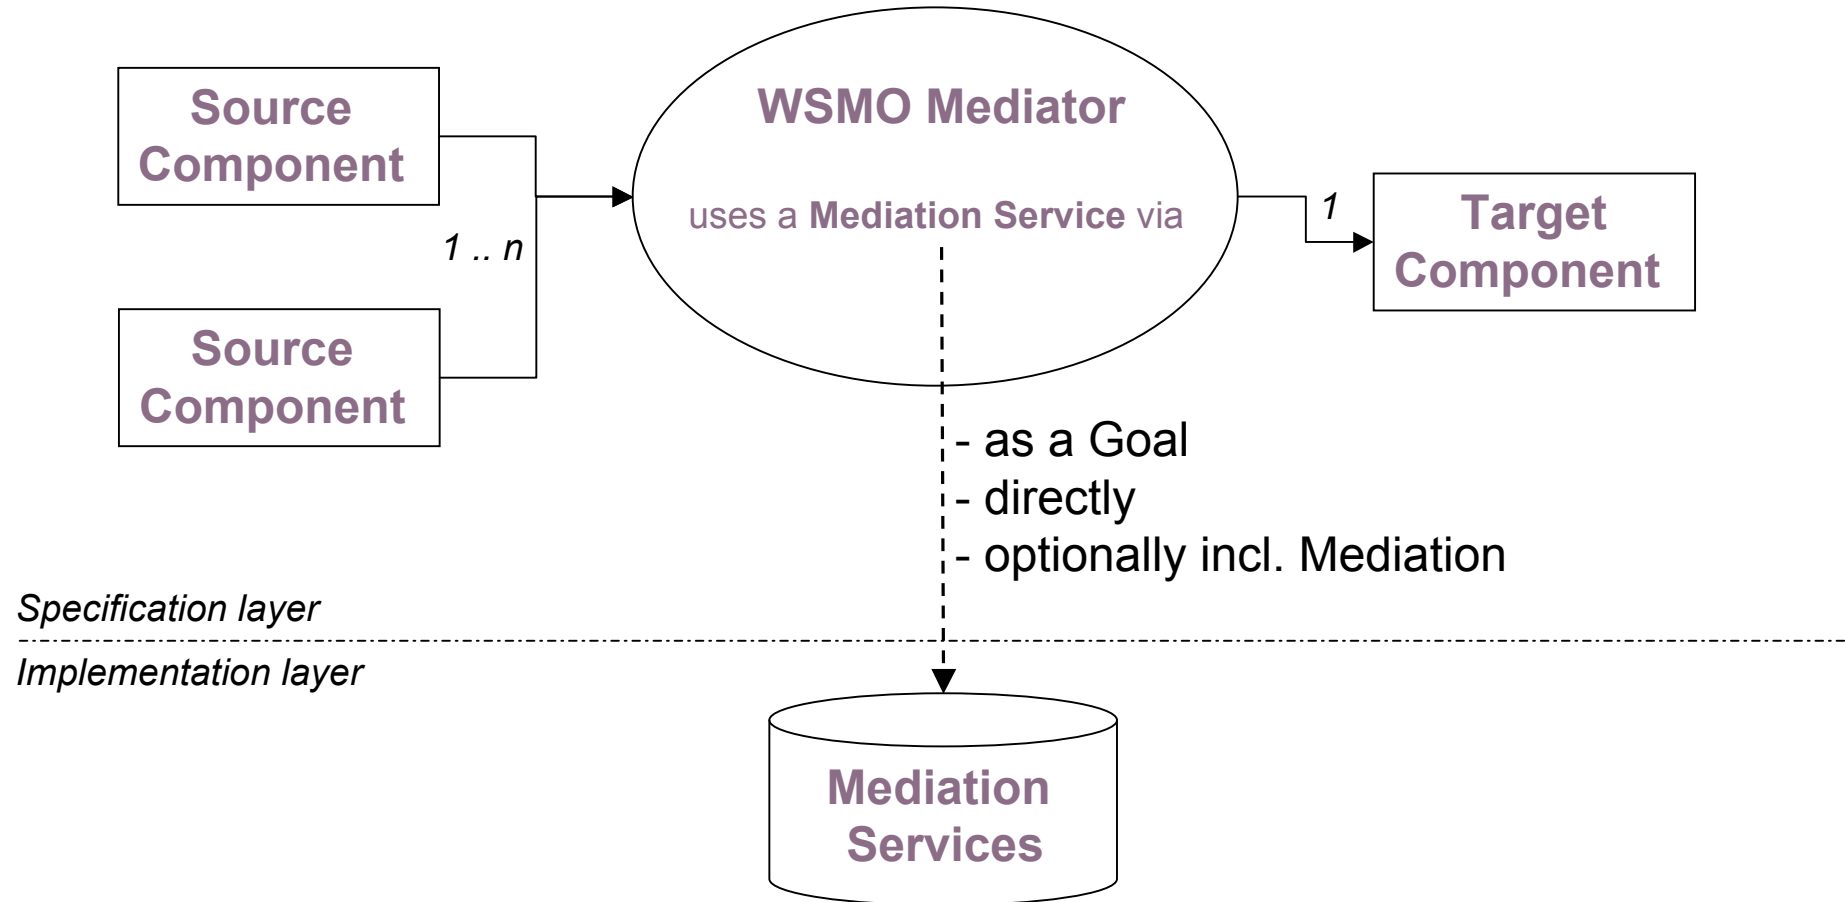 Source
Component
1 .. n
Source
Component
WSMO Mediator
uses a Mediation Service via
1
Target
Component
- as a Goal
- directly
- optionally incl. Mediation
Specification layer
Implementation layer
Mediation
Services